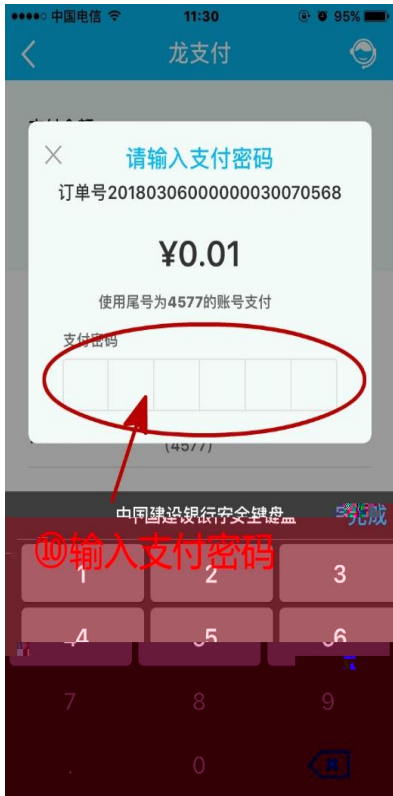 中国电信 11:30 95%
龙支付
请输入支付密码
订单号20180306000000030070568
¥0.01
使用尾号为4577的账号支付
支付密码
(4577)
中国建设银行安全键盘 完成
⑩输入支付密码
1 2 3
4 5 6
7 8 9
. 0